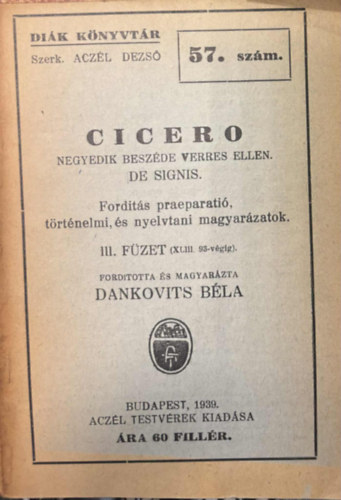 DIÁK KÖNYVTÁR
Szerk. ACZÉL DEZSŐ
57. szám.
CICERO
NEGYEDIK BESZÉDE VERRES ELLEN.
DE SIGNIS.
Fordítás praeparatió,
történelmi, és nyelvtani magyarázatok.
III. FÜZET (XLIII. 93-végig).
FORDITOTTA ÉS MAGYARÁZTA
DANKOVITS BÉLA
BUDAPEST, 1939.
ACZÉL TESTVÉREK KIADÁSA
ÁRA 60 FILLÉR.